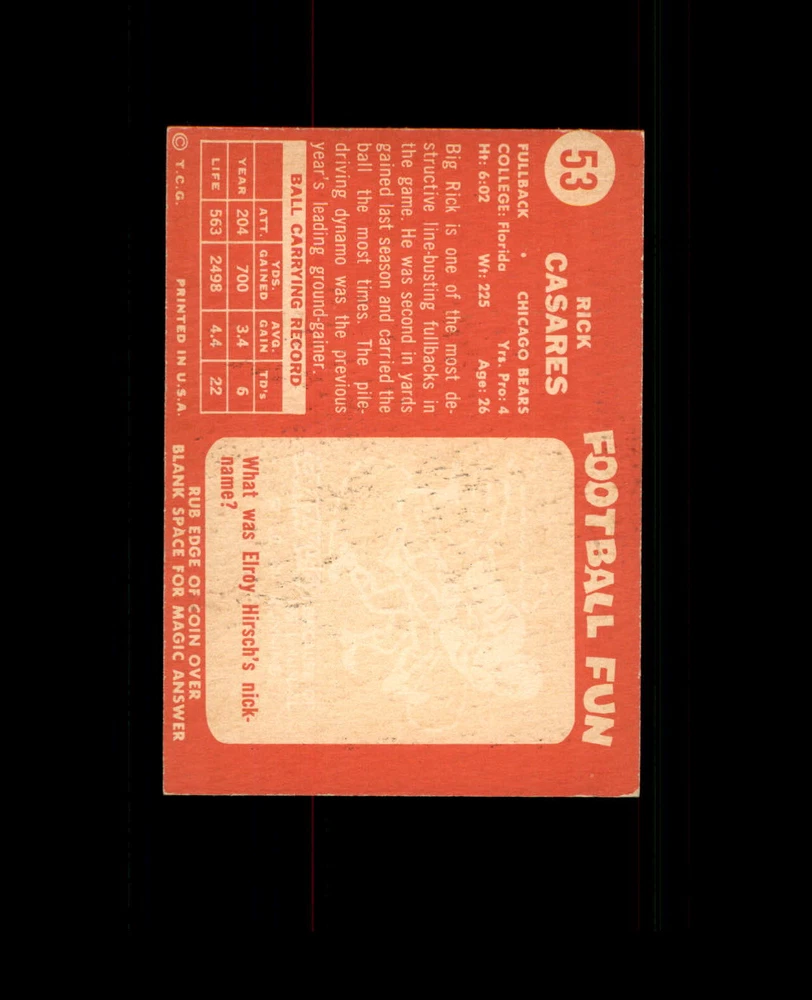 53
RICK
CASARES
FULLBACK • CHICAGO BEARS
COLLEGE: Florida Yrs. Pro: 4
Ht: 6:02 Wt: 225 Age: 26
Big Rick is one of the most de-
structive line-busting fullbacks in
the game. He was second in yards
gained last season and carried the
ball the most times. The pile-
driving dynamo was the previous
year's leading ground-gainer.
BALL CARRYING RECORD
ATT. YDS. GAINED AVG. GAIN TD's
YEAR 204 700 3.4 6
LIFE 563 2498 4.4 22
© T.C.G. PRINTED IN U.S.A.
FOOTBALL FUN
What was Elroy Hirsch's nick-
name?
RUB EDGE OF COIN OVER
BLANK SPACE FOR MAGIC ANSWER